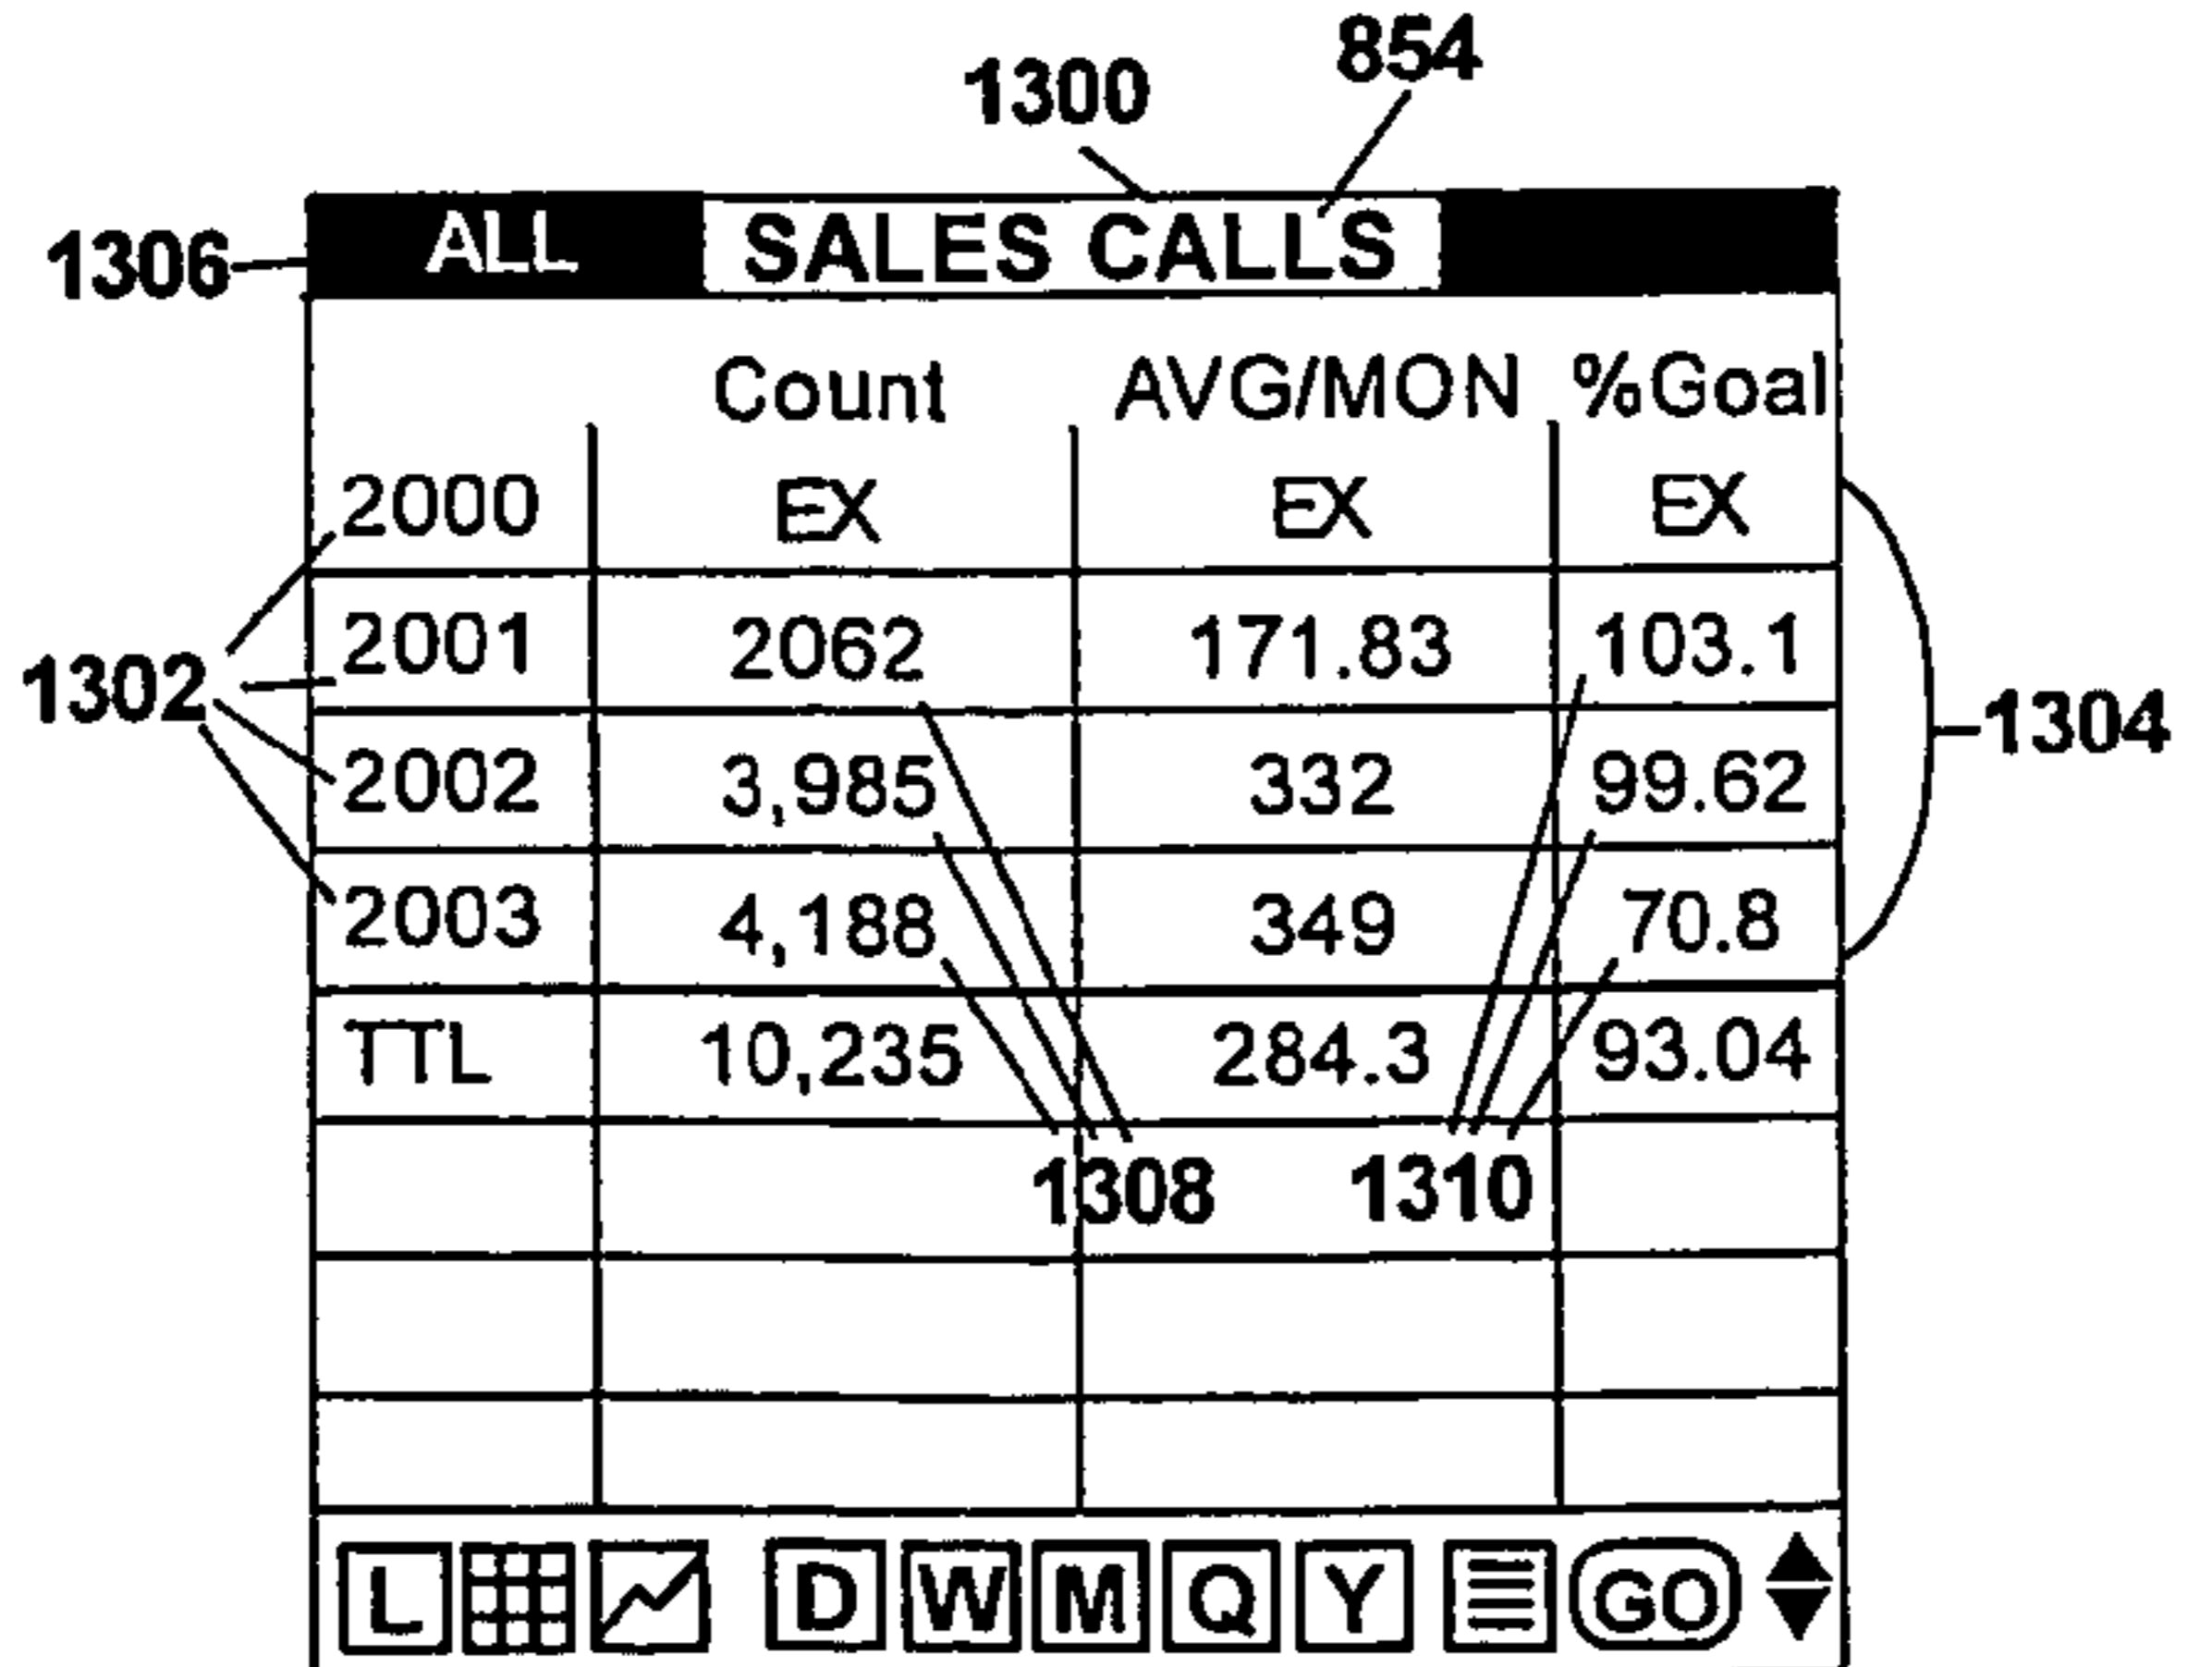 854
1300
1306 ALL SALES CALLS
Count AVG/MON %Goal
2000 EX EX EX
2001 2062 171.83 103.1
1302 1304
2002 3,985 332 99.62
2003 4,188 349 70.8
TTL 10,235 284.3 93.04
1308 1310
L D W M Q Y GO